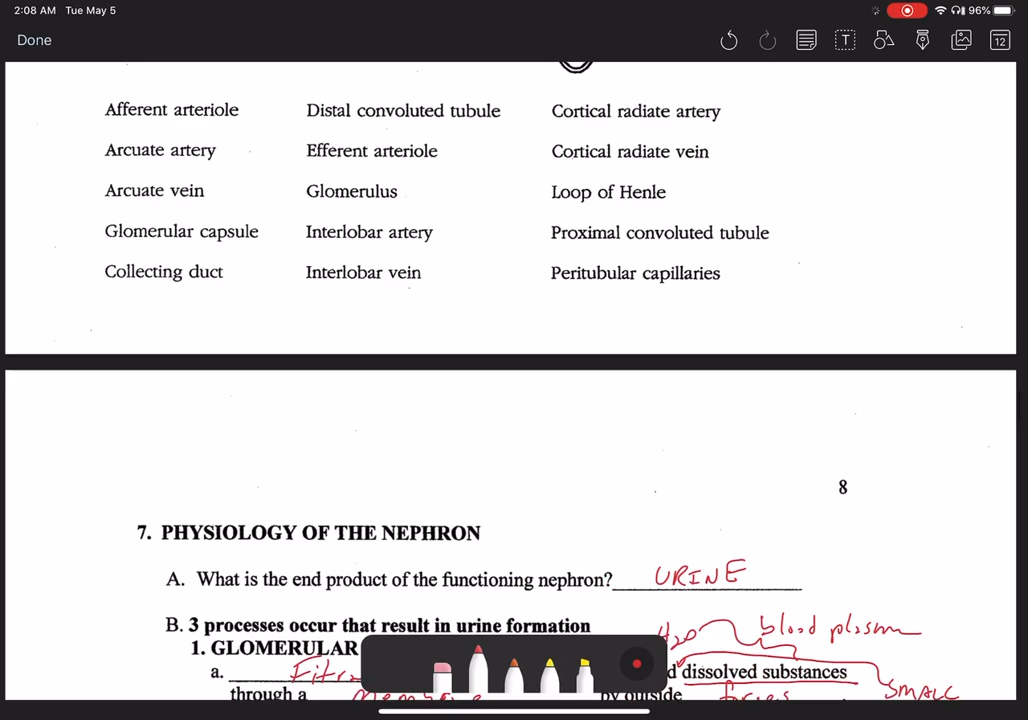 2:08 AM Tue May 5 96%
Done 12
Afferent arteriole Distal convoluted tubule Cortical radiate artery
Arcuate artery Efferent arteriole Cortical radiate vein
Arcuate vein Glomerulus Loop of Henle
Glomerular capsule Interlobar artery Proximal convoluted tubule
Collecting duct Interlobar vein Peritubular capillaries
8
7. PHYSIOLOGY OF THE NEPHRON
A. What is the end product of the functioning nephron? URINE
B. 3 processes occur that result in urine formation H2O blood plasma
1. GLOMERULAR
a. dissolved substances
through a by outside forces SMALL